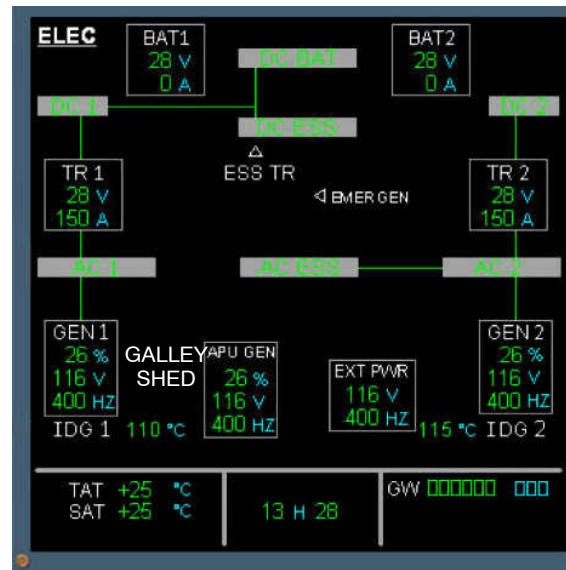 ELEC
BAT1
28 V
0 A
DC BAT
BAT2
28 V
0 A
DC 1
DC ESS
DC 2
TR 1
28 V
150 A
ESS TR
EMER GEN
TR 2
28 V
150 A
AC 1
AC ESS
AC 2
GEN 1
26 %
116 V
400 HZ
GALLEY
SHED
APU GEN
26 %
116 V
400 HZ
EXT PWR
116 V
400 HZ
GEN 2
26 %
116 V
400 HZ
IDG 1 110 °C
115 °C IDG 2
TAT +25 °C
SAT +25 °C
13 H 28
GW